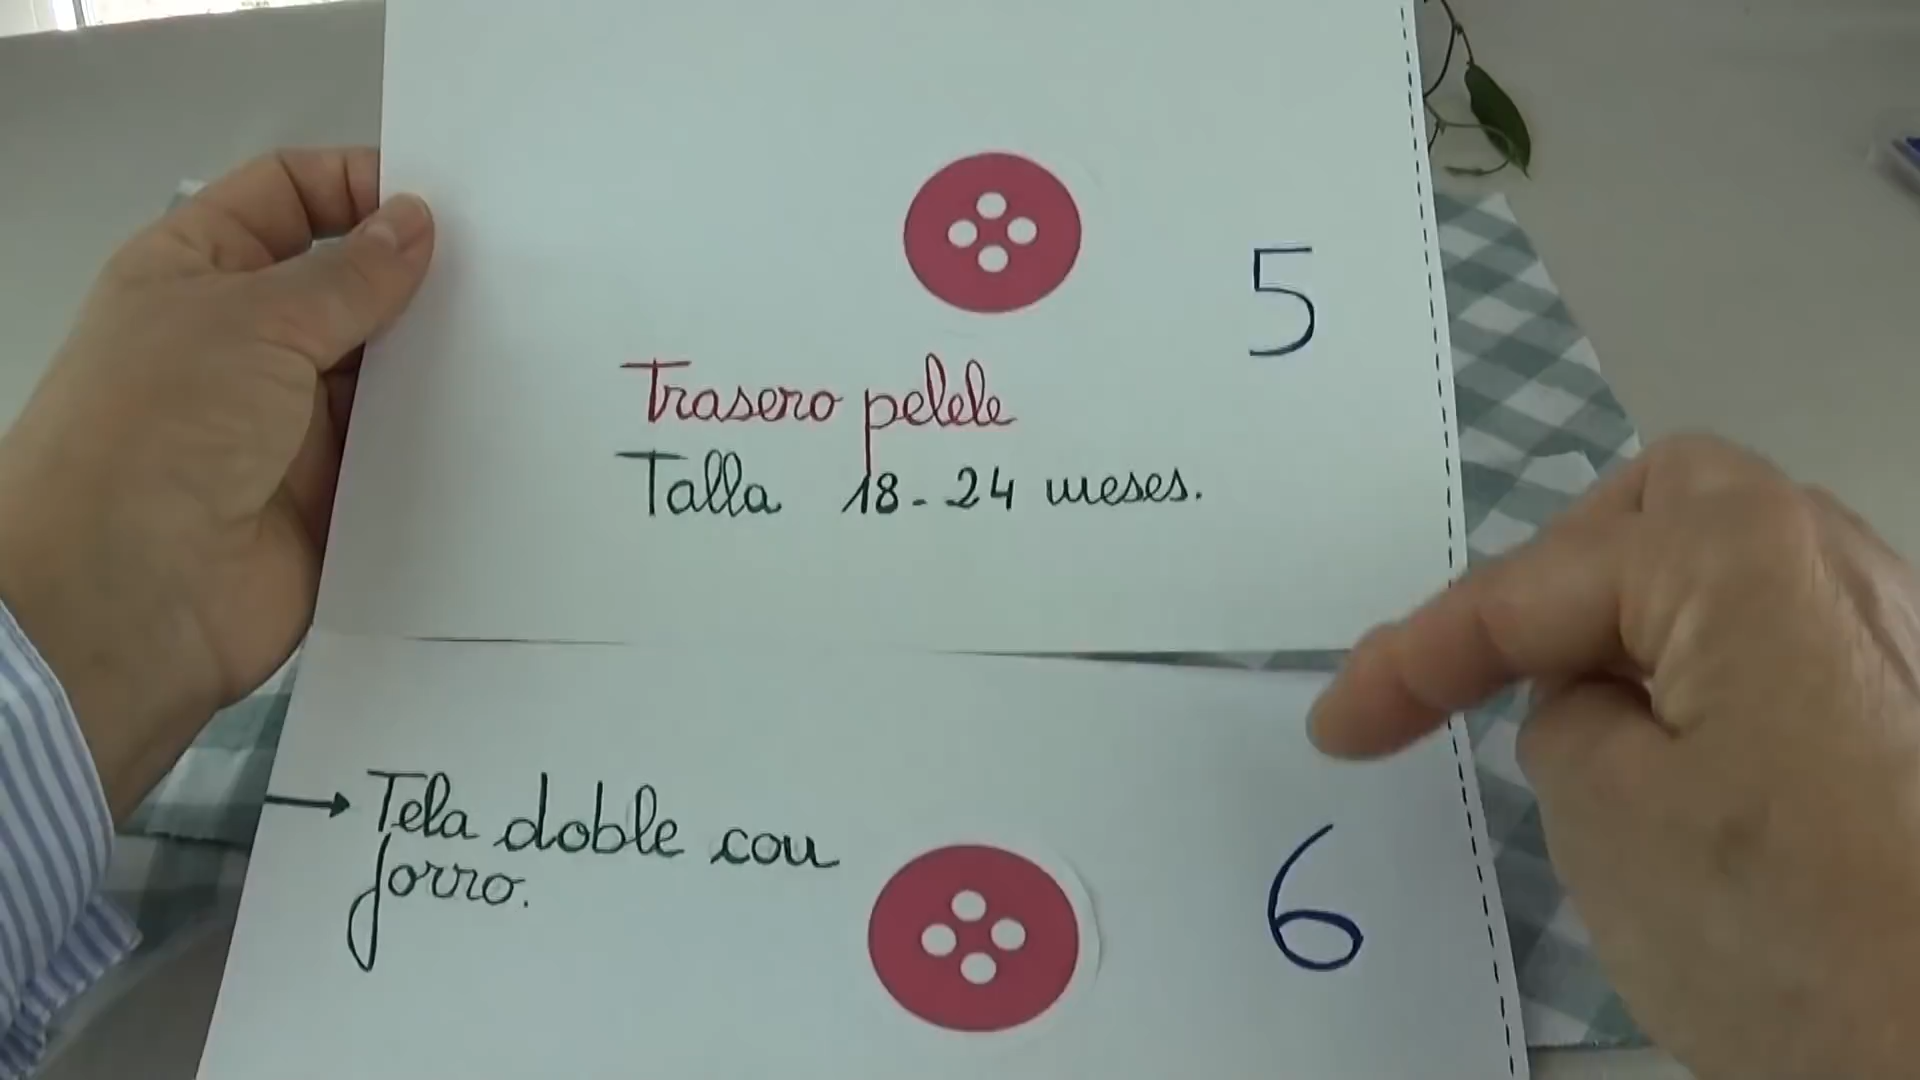 5
Trasero pelele
Talla 18-24 meses.
Tela doble con
forro.
6